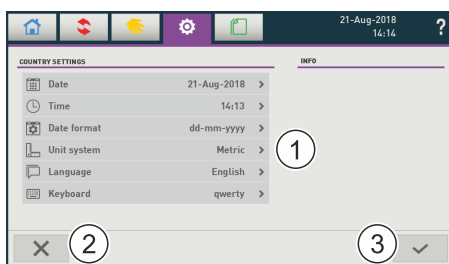 21-Aug-2018
14:14
?
COUNTRY SETTINGS
INFO
Date 21-Aug-2018 >
Time 14:13 >
Date format dd-mm-yyyy >
Unit system Metric >
Language English >
Keyboard qwerty >
1
2
3